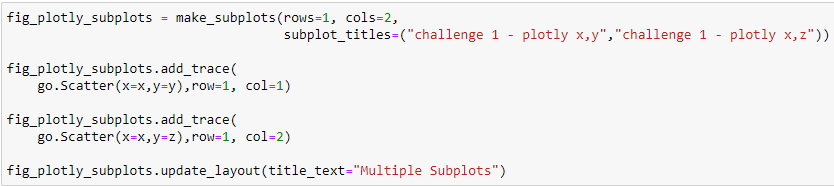 fig_plotly_subplots = make_subplots(rows=1, cols=2,
                                    subplot_titles=("challenge 1 - plotly x,y","challenge 1 - plotly x,z"))
fig_plotly_subplots.add_trace(
    go.Scatter(x=x,y=y),row=1, col=1)
fig_plotly_subplots.add_trace(
    go.Scatter(x=x,y=z),row=1, col=2)
fig_plotly_subplots.update_layout(title_text="Multiple Subplots")